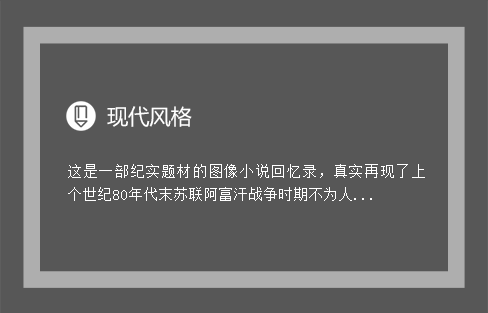 现代风格
这是一部纪实题材的图像小说回忆录，真实再现了上
个世纪80年代末苏联阿富汗战争时期不为人...